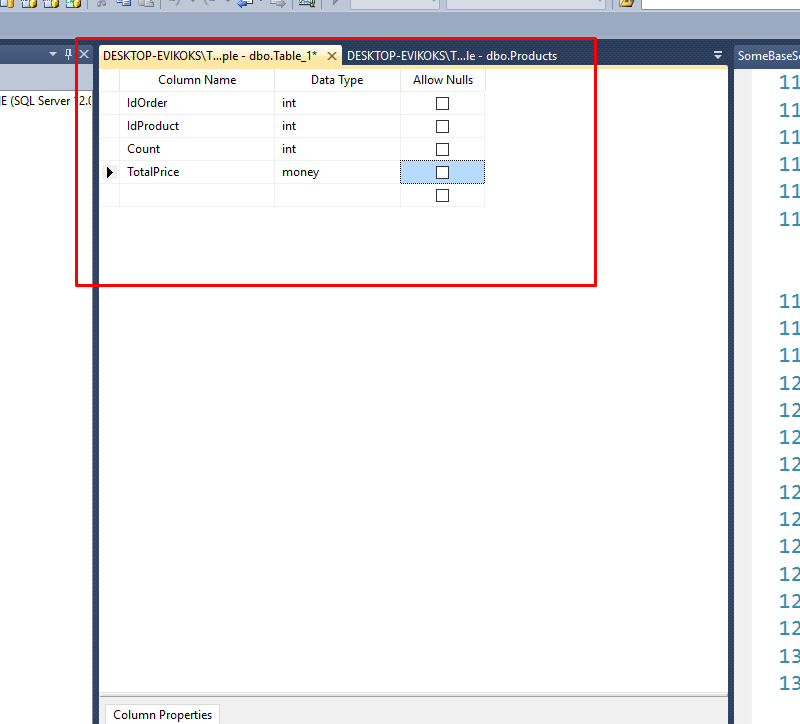 DESKTOP-EVIKOKS\T...ple - dbo.Table_1*
DESKTOP-EVIKOKS\T...le - dbo.Products
SomeBaseSc
Column Name Data Type Allow Nulls
IdOrder int
IdProduct int
Count int
TotalPrice money
E (SQL Server 12.0
11
11
11
11
11
11
11
11
11
12
12
12
12
12
12
12
12
12
12
13
13
Column Properties